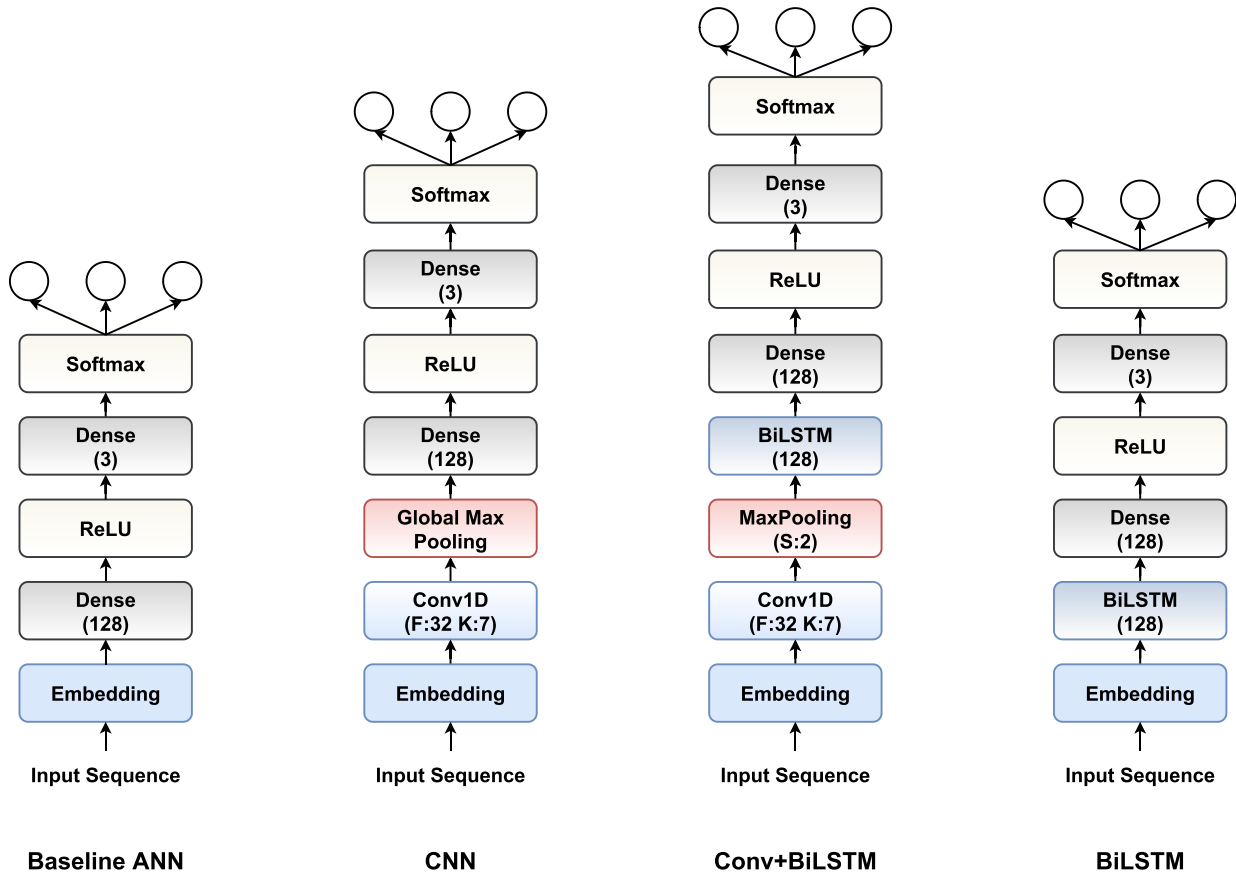 Softmax
Dense
(3)
ReLU
Dense
(128)
Embedding
Input Sequence
Baseline ANN
Softmax
Dense
(3)
ReLU
Dense
(128)
Global Max
Pooling
Conv1D
(F:32 K:7)
Embedding
Input Sequence
CNN
Softmax
Dense
(3)
ReLU
Dense
(128)
BiLSTM
(128)
MaxPooling
(S:2)
Conv1D
(F:32 K:7)
Embedding
Input Sequence
Conv+BiLSTM
Softmax
Dense
(3)
ReLU
Dense
(128)
BiLSTM
(128)
Embedding
Input Sequence
BiLSTM